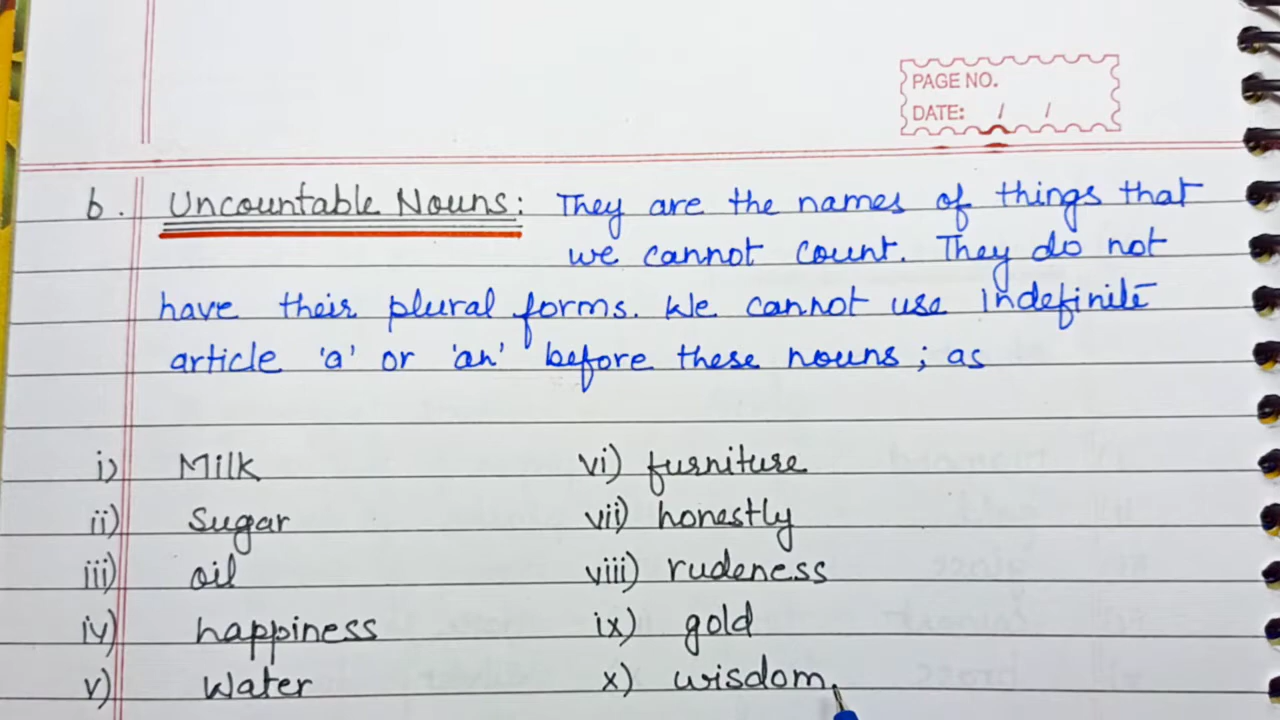 PAGE NO.
DATE: / /
b. Uncountable Nouns: They are the names of things that
we cannot count. They do not
have their plural forms. We cannot use Indefinite
article 'a' or 'an' before these nouns; as
i) Milk
ii) Sugar
iii) oil
iv) happiness
v) Water
vi) furniture
vii) honestly
viii) rudeness
ix) gold
x) wisdom.